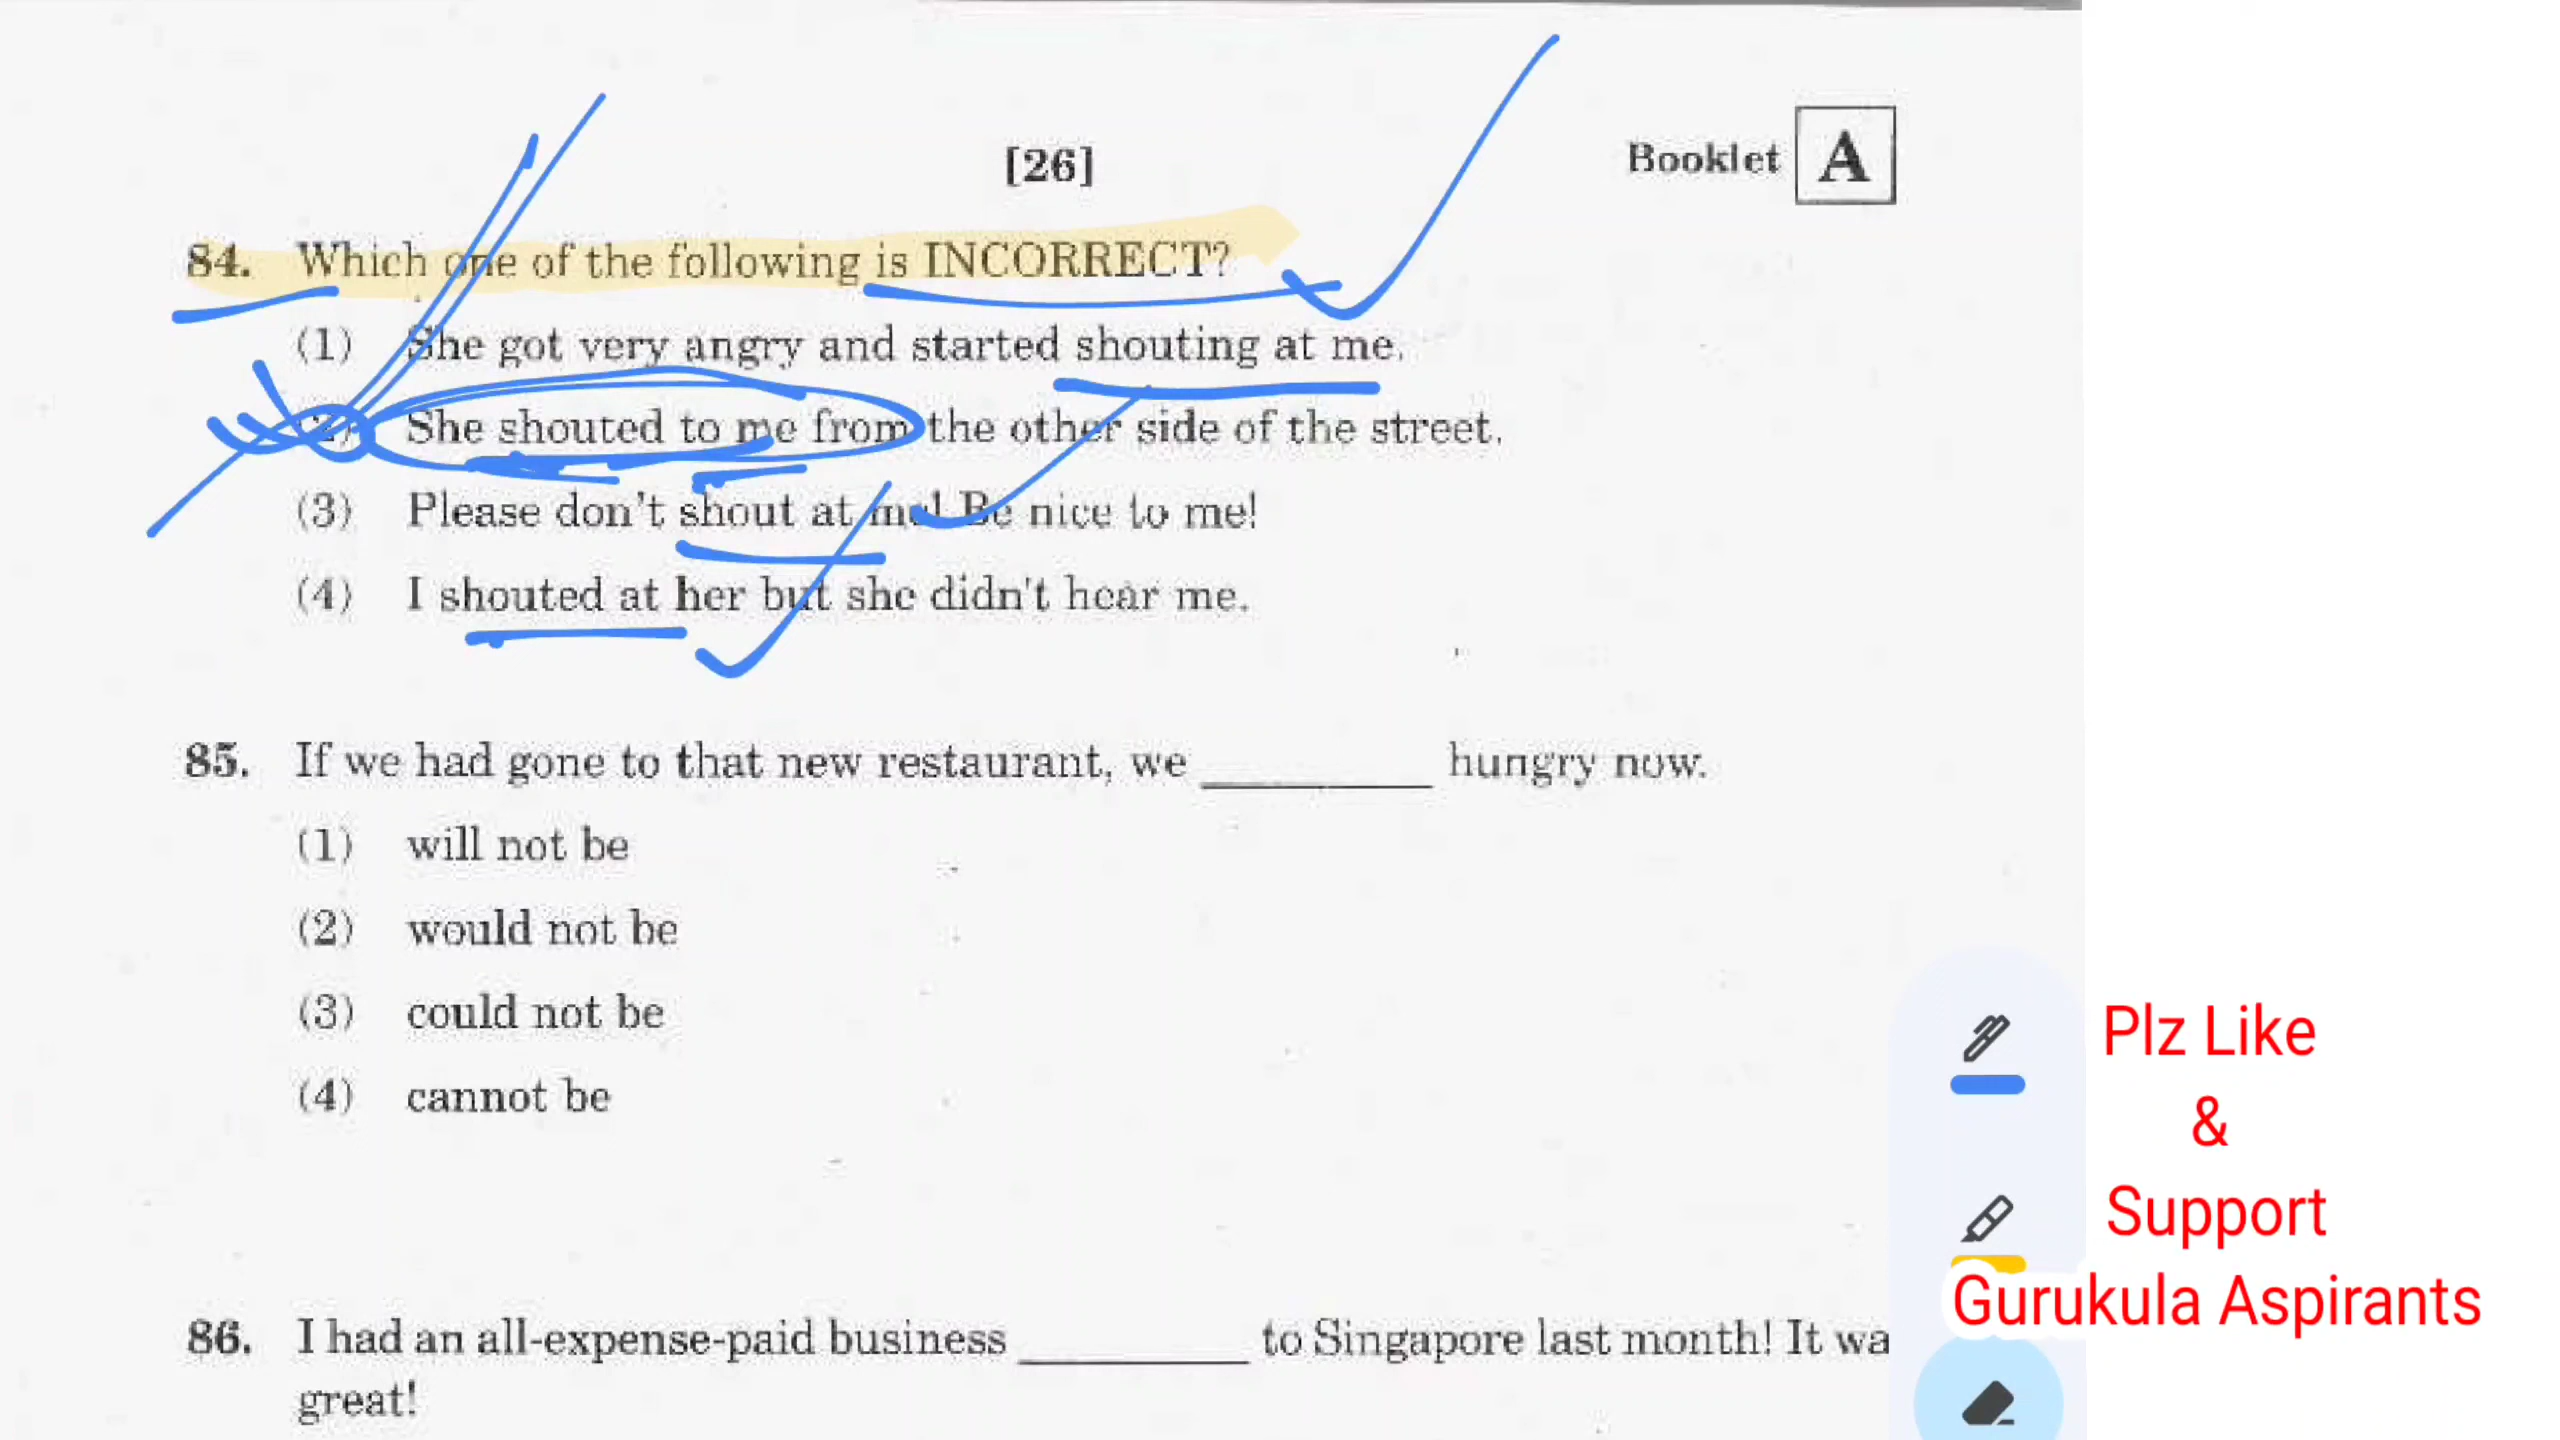 [26]
Booklet A
84. Which one of the following is INCORRECT?
(1) She got very angry and started shouting at me.
(2) She shouted to me from the other side of the street.
(3) Please don't shout at me! Be nice to me!
(4) I shouted at her but she didn't hear me.
85. If we had gone to that new restaurant, we ________ hungry now.
(1) will not be
(2) would not be
(3) could not be
(4) cannot be
86. I had an all-expense-paid business ________ to Singapore last month! It wa
great!
Plz Like
&
Support
Gurukula Aspirants